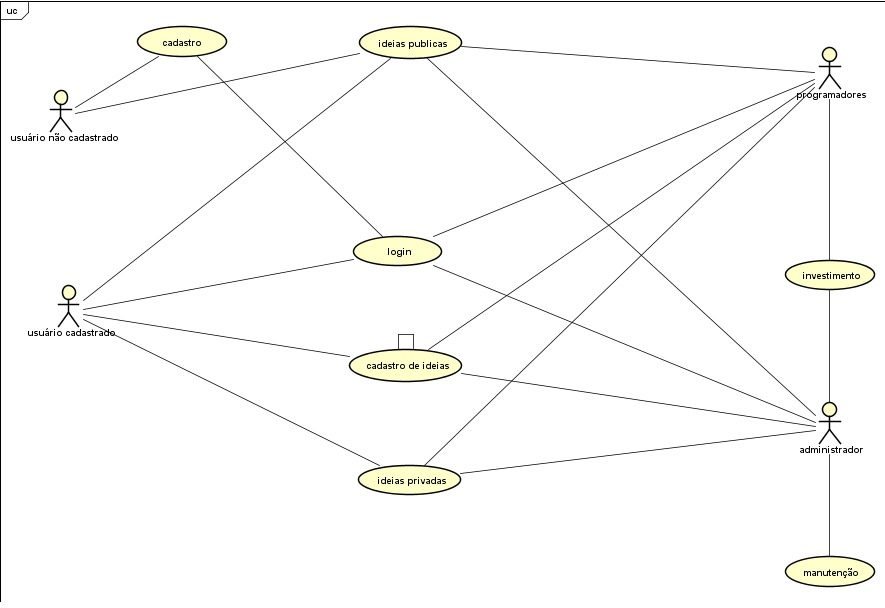 uc
cadastro
ideias publicas
programadores
usuário não cadastrado
login
investimento
usuário cadastrado
cadastro de ideias
administrador
ideias privadas
manutenção